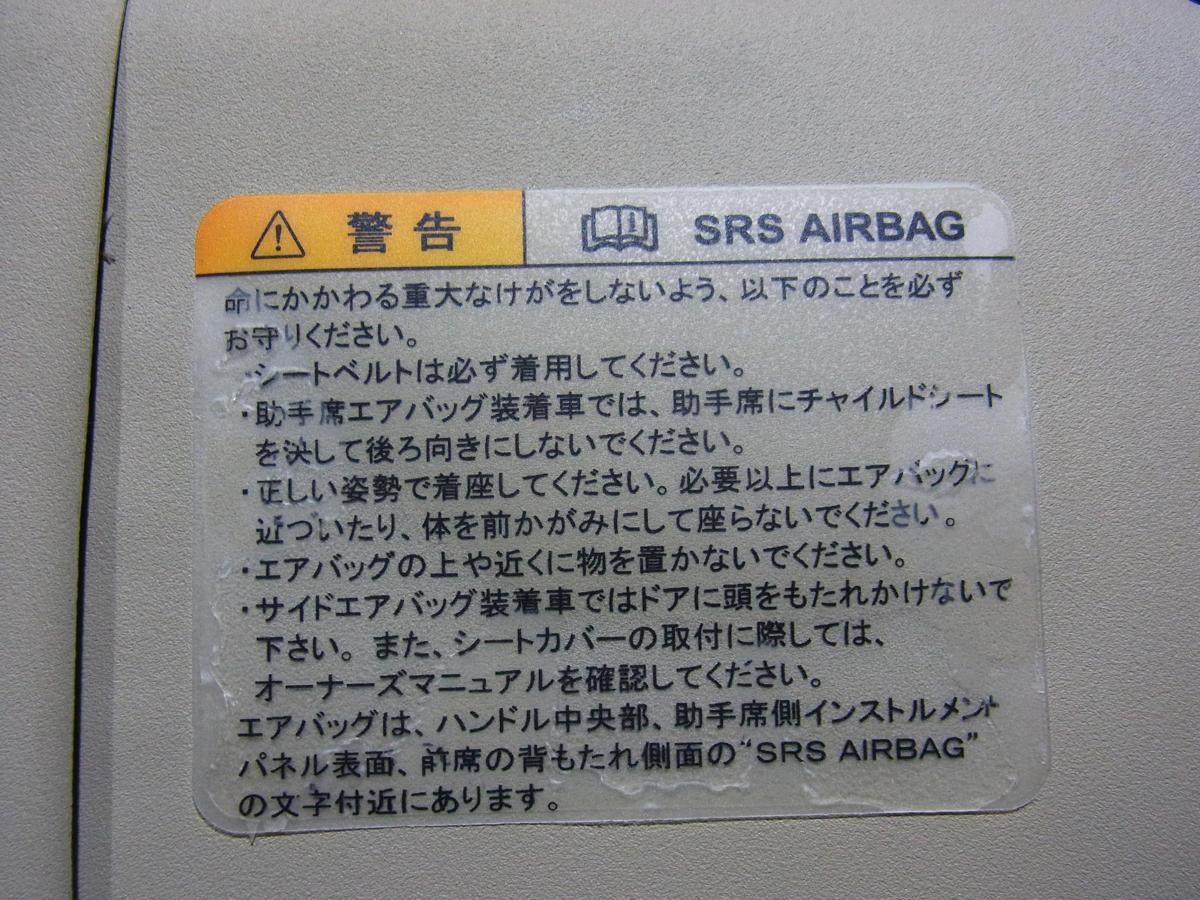 警告 SRS AIRBAG
命にかかわる重大なけがをしないよう、以下のことを必ず
お守りください。
・シートベルトは必ず着用してください。
・助手席エアバッグ装着車では、助手席にチャイルドシート
を決して後ろ向きにしないでください。
・正しい姿勢で着座してください。必要以上にエアバッグに
近づいたり、体を前かがみにして座らないでください。
・エアバッグの上や近くに物を置かないでください。
・サイドエアバッグ装着車ではドアに頭をもたれかけないで
下さい。また、シートカバーの取付に際しては、
オーナーズマニュアルを確認してください。
エアバッグは、ハンドル中央部、助手席側インストルメント
パネル表面、前席の背もたれ側面の“SRS AIRBAG”
の文字付近にあります。